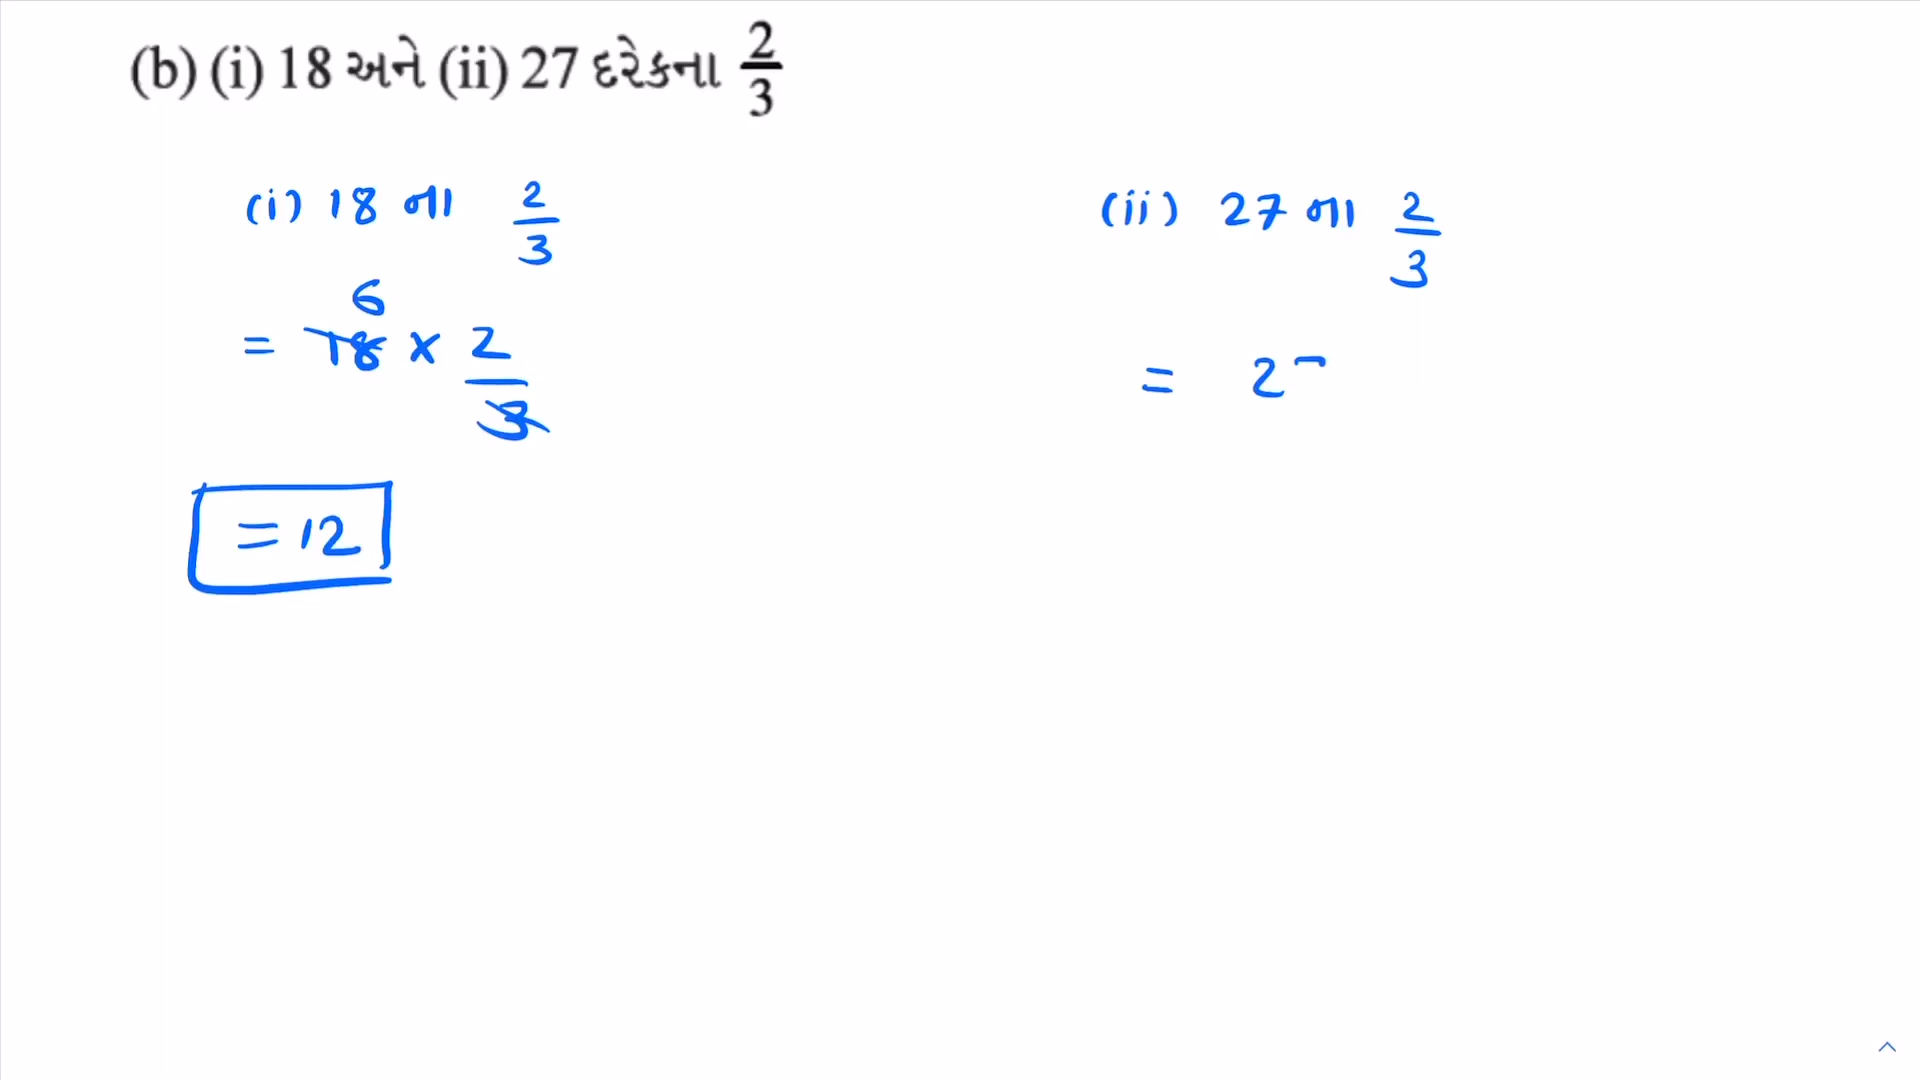 (b) (i) 18 અને (ii) 27 દરેકના 2/3
(i) 18 ના 2/3
6
= 18 × 2/3
= 12
(ii) 27 ના 2/3
= 2